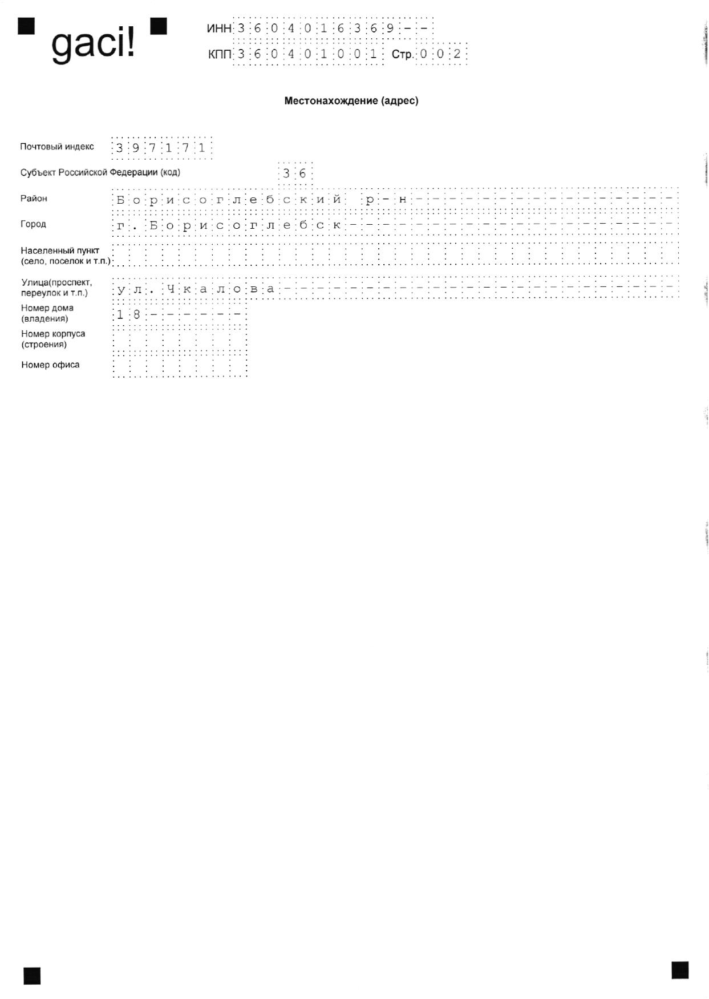 gaci!
ИНН 3604016369--
КПП 360401001 Стр. 002
Местонахождение (адрес)
Почтовый индекс 397171
Субъект Российской Федерации (код) 36
Район Борисоглебский р-н----------------
Город г. Борисоглебск--------------------
Населенный пункт
(село, поселок и т.п.)
Улица(проспект,
переулок и т.п.) ул. Чкалова------------------------
Номер дома
(владения) 18------
Номер корпуса
(строения)
Номер офиса